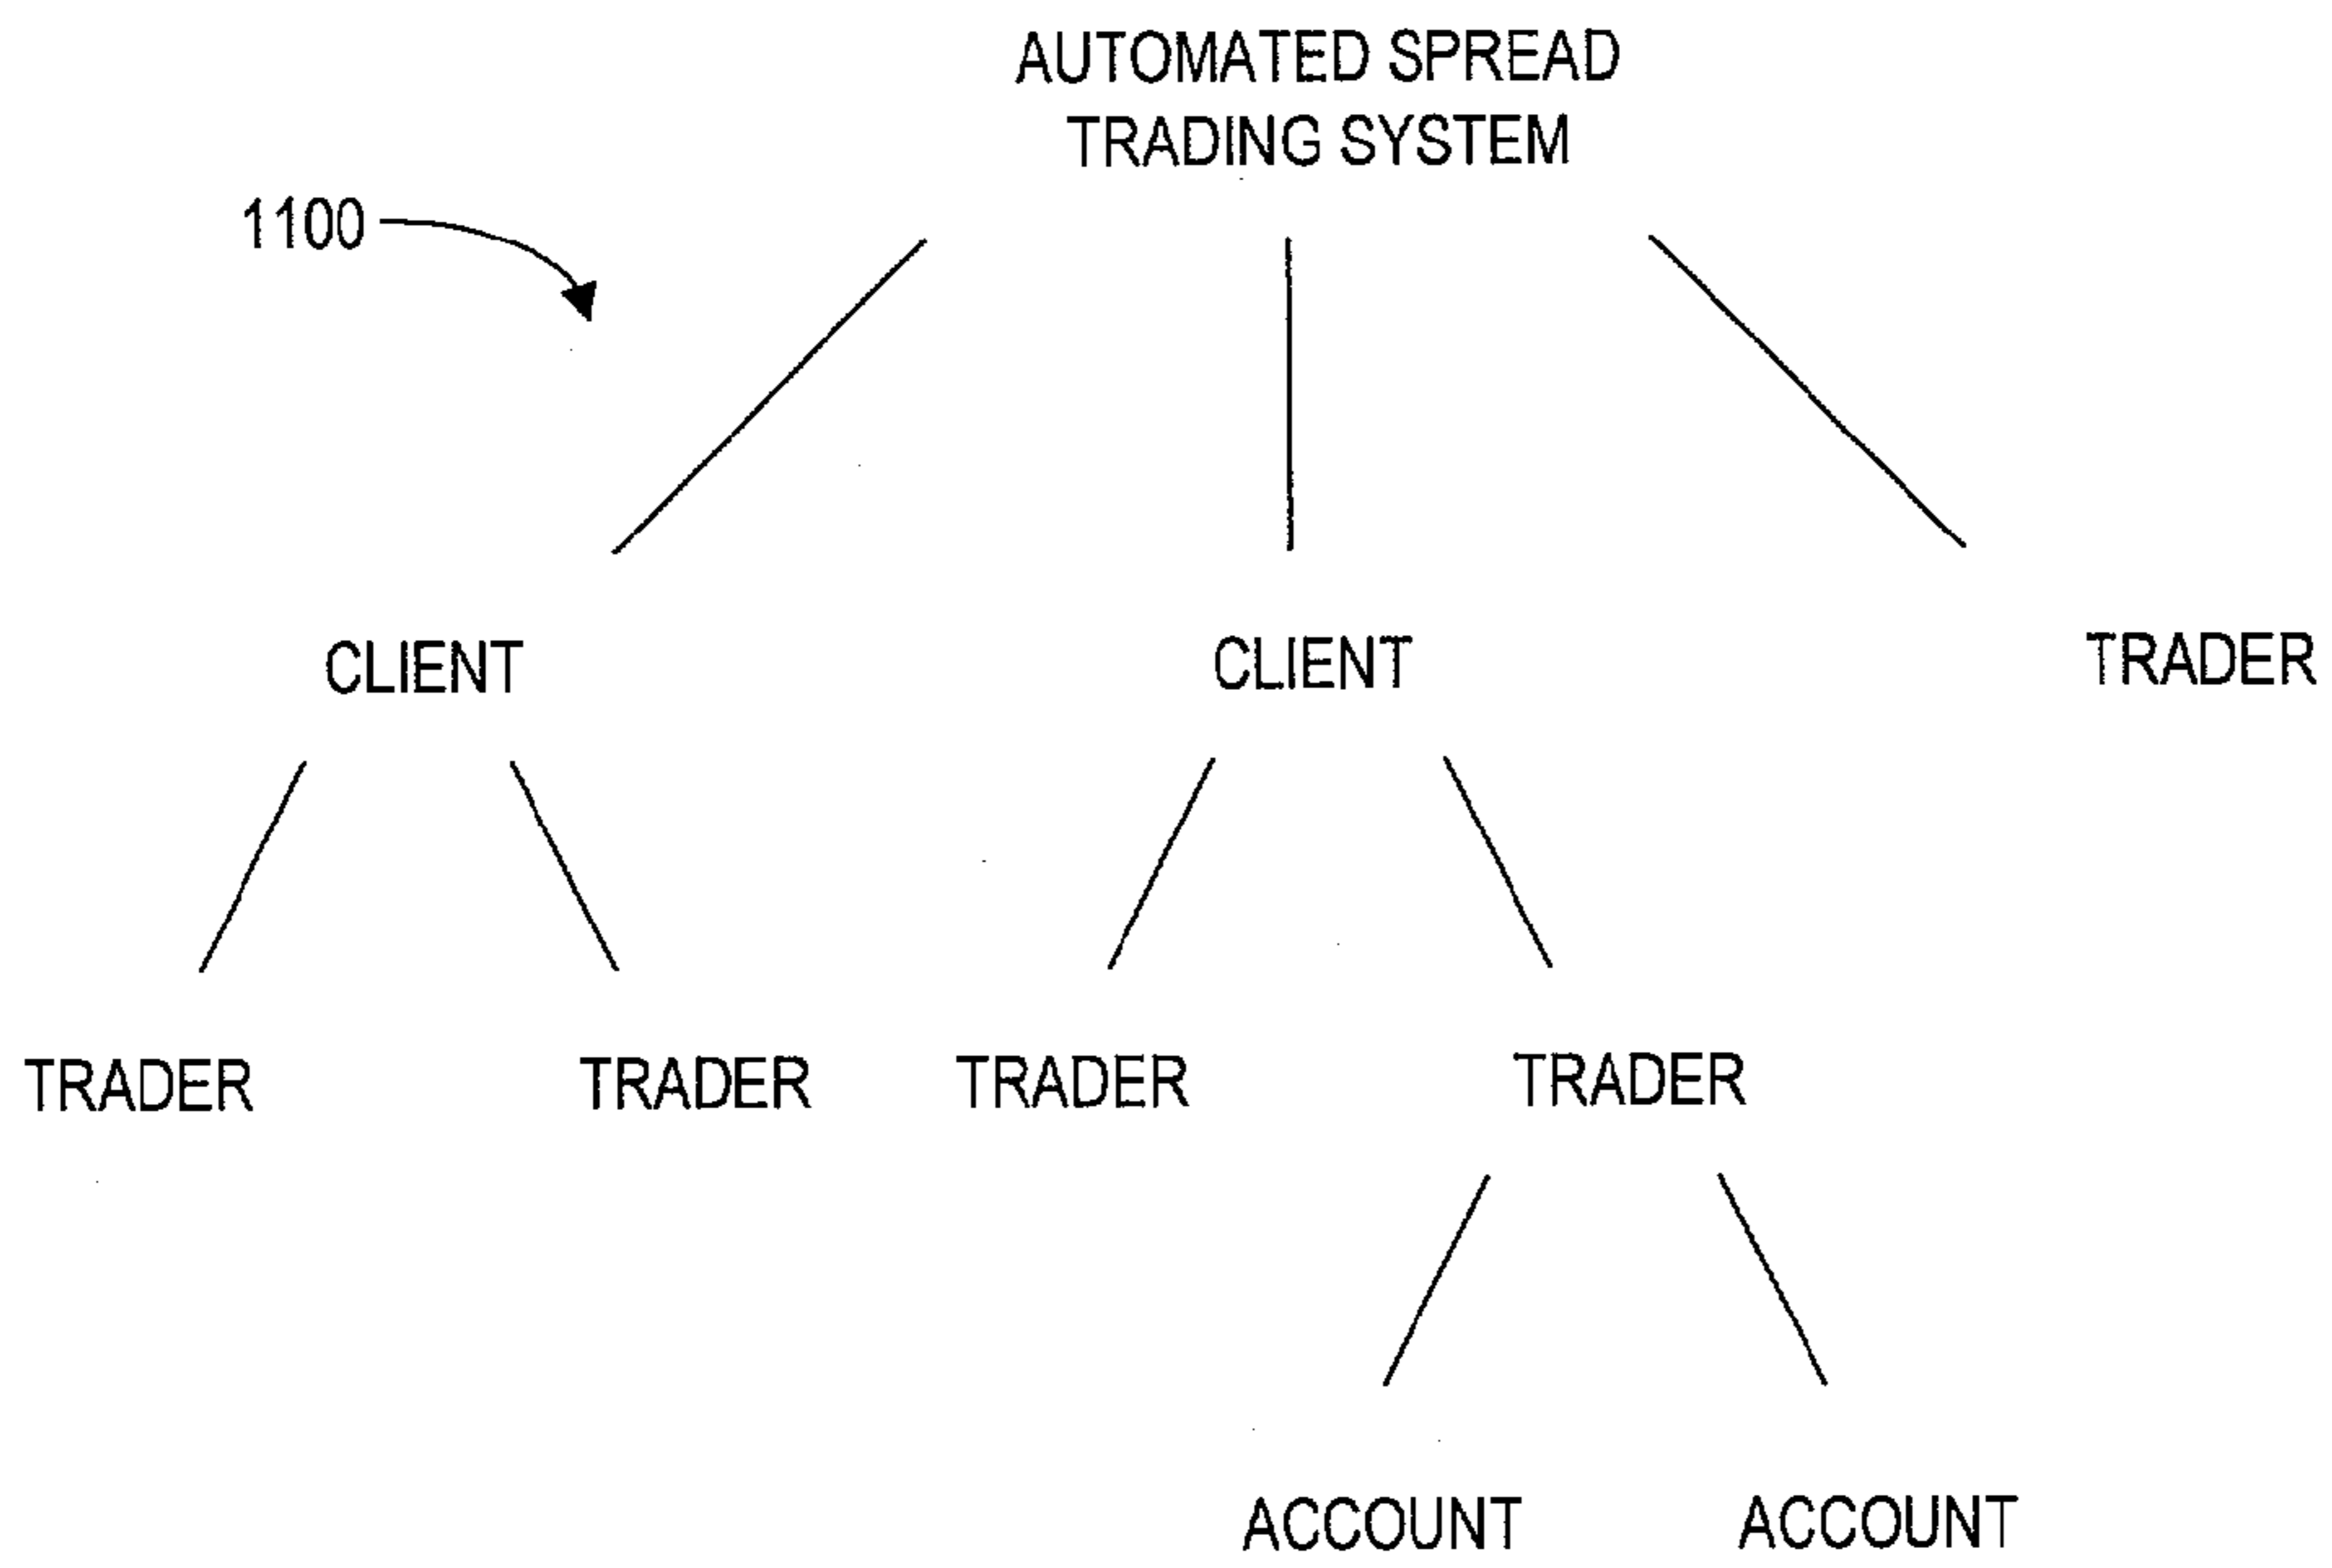 AUTOMATED SPREAD
TRADING SYSTEM
1100
CLIENT
CLIENT
TRADER
TRADER
TRADER
TRADER
TRADER
ACCOUNT
ACCOUNT